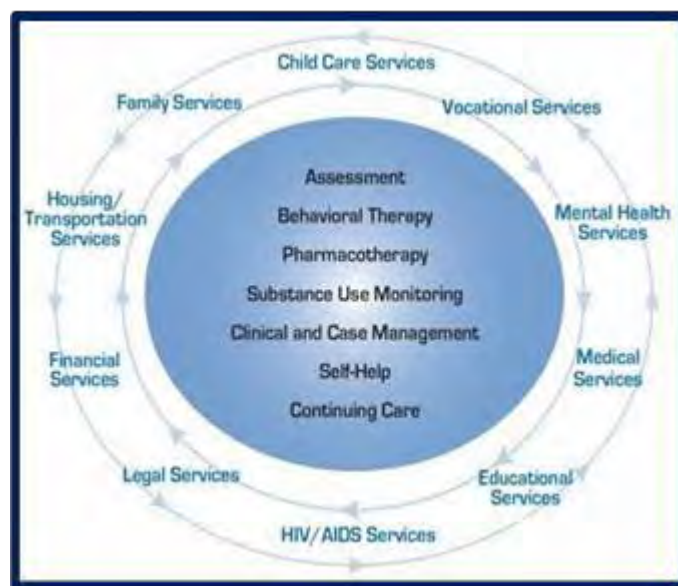 Child Care Services
Family Services
Vocational Services
Housing/
Transportation
Services
Mental Health
Services
Assessment
Behavioral Therapy
Pharmacotherapy
Substance Use Monitoring
Clinical and Case Management
Self-Help
Continuing Care
Financial
Services
Medical
Services
Legal Services
Educational
Services
HIV/AIDS Services